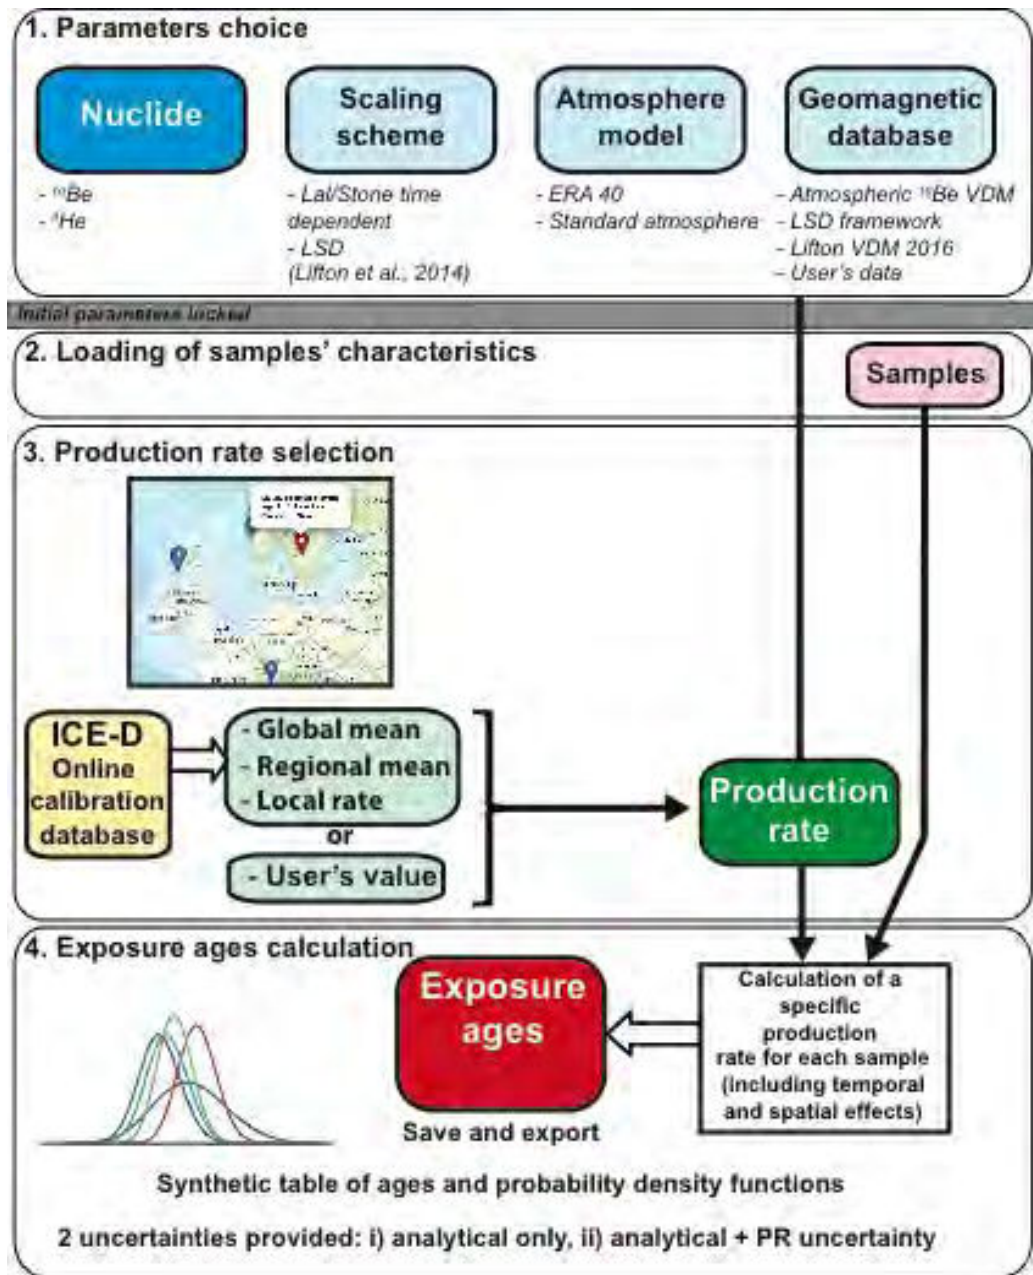 1. Parameters choice
Nuclide
Scaling
scheme
Atmosphere
model
Geomagnetic
database
- ¹⁰Be
- He
- Lal/Stone time
dependent
- LSD
(Lifton et al., 2014)
- ERA 40
- Standard atmosphere
- Atmospheric ¹⁰Be VDM
- LSD framework
- Lifton VDM 2016
- User's data
Initial parameters locked
2. Loading of samples' characteristics
Samples
3. Production rate selection
ICE-D
Online
calibration
database
- Global mean
- Regional mean
- Local rate
or
- User's value
Production
rate
4. Exposure ages calculation
Exposure
ages
Save and export
Calculation of a
specific
production
rate for each sample
(including temporal
and spatial effects)
Synthetic table of ages and probability density functions
2 uncertainties provided: i) analytical only, ii) analytical + PR uncertainty